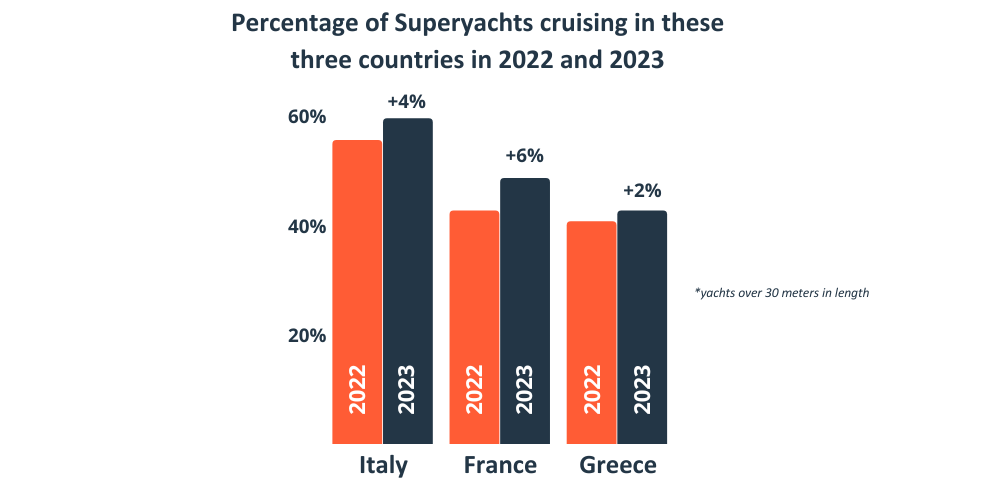 Percentage of Superyachts cruising in these
three countries in 2022 and 2023
+4%
60%
+6%
+2%
40%
*yachts over 30 meters in length
20%
2022
2023
2022
2023
2022
2023
Italy
France
Greece